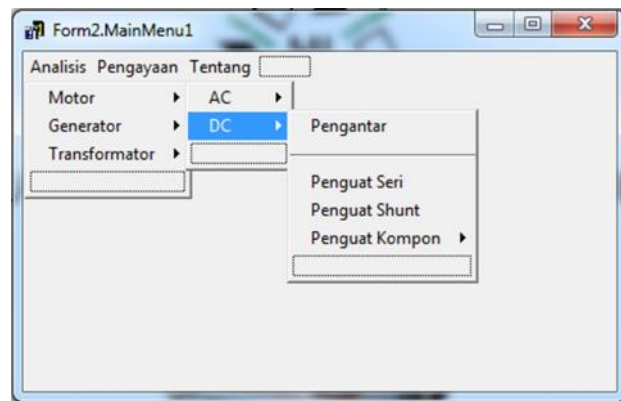 Form2.MainMenu1
Analisis Pengayaan Tentang
Motor
Generator
Transformator
AC
DC
Pengantar
Penguat Seri
Penguat Shunt
Penguat Kompon